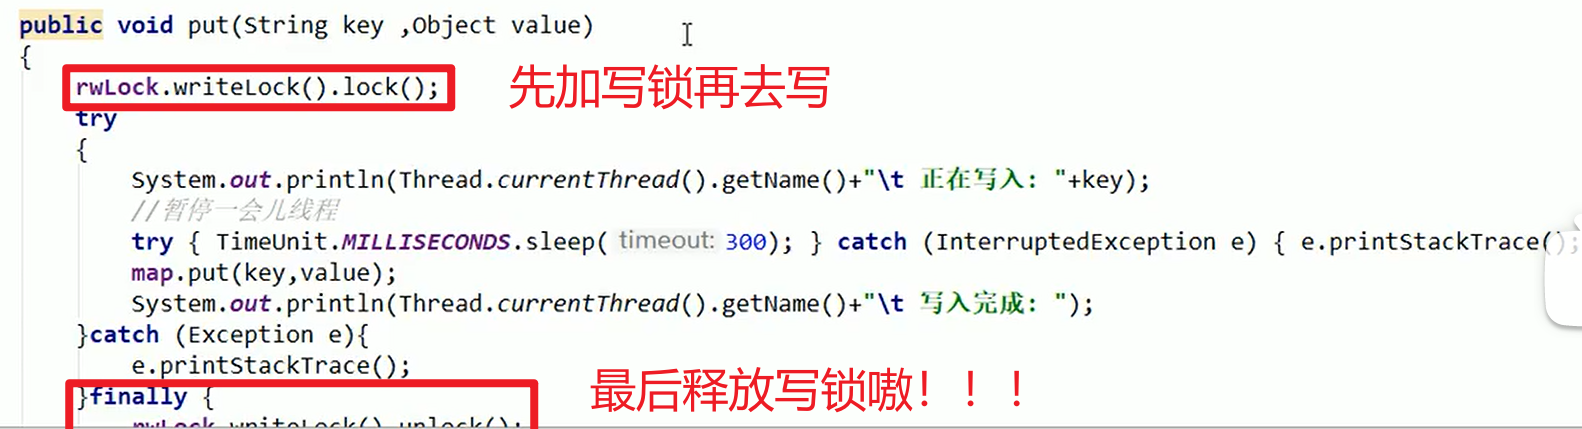 public void put(String key ,Object value)
{
rwLock.writeLock().lock();
先加写锁再去写
try
{
System.out.println(Thread.currentThread().getName()+"\t 正在写入: "+key);
//暂停一会儿线程
try { TimeUnit.MILLISECONDS.sleep( timeout: 300); } catch (InterruptedException e) { e.printStackTrace();
map.put(key,value);
System.out.println(Thread.currentThread().getName()+"\t 写入完成: ");
}catch (Exception e){
e.printStackTrace();
}finally {
最后释放写锁嗷！！！
rwLock.writeLock().unlock();